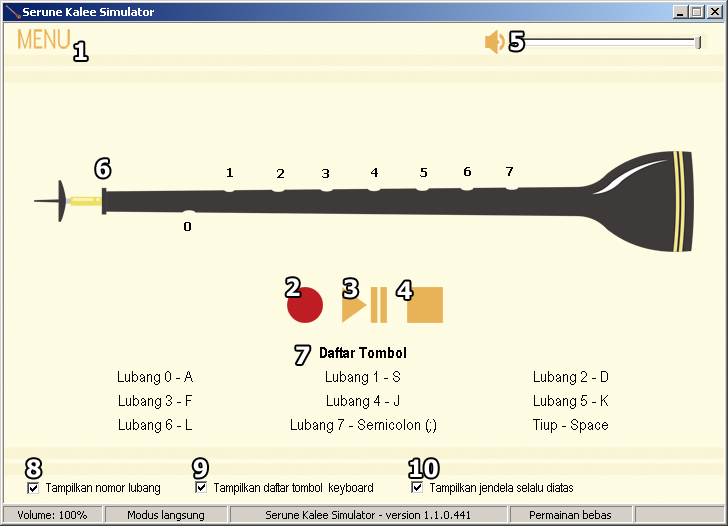 Serune Kalee Simulator
MENU 1
5
6 1 2 3 4 5 6 7
0
2 3 4
7 Daftar Tombol
Lubang 0 - A Lubang 1 - S Lubang 2 - D
Lubang 3 - F Lubang 4 - J Lubang 5 - K
Lubang 6 - L Lubang 7 - Semicolon (;) Tiup - Space
8 9 10
Tampilkan nomor lubang Tampilkan daftar tombol keyboard Tampilkan jendela selalu diatas
Volume: 100% Modus langsung Serune Kalee Simulator - version 1.1.0.441 Permainan bebas